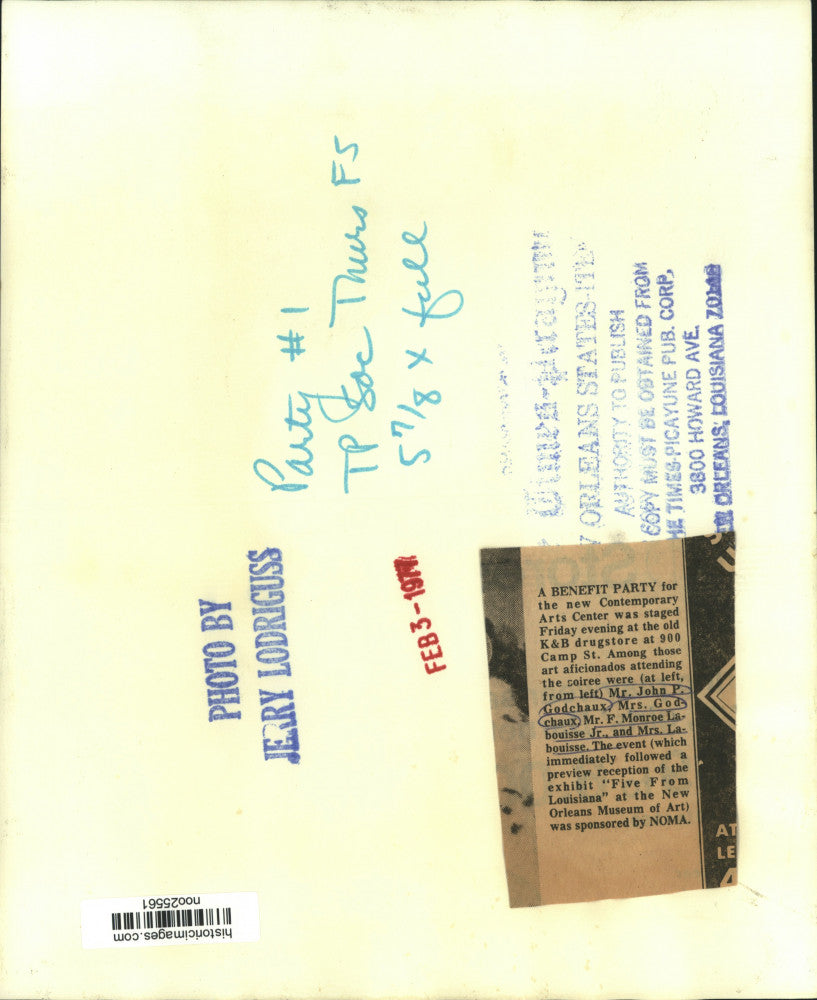 Party #1
TP Soc Thurs F5
5 7/8 x full
ORLEANS STATES-ITEM
AUTHORITY TO PUBLISH
COPY MUST BE OBTAINED FROM
HE TIMES-PICAYUNE PUB. CORP.
3800 HOWARD AVE.
ORLEANS, LOUISIANA 70140
PHOTO BY
JERRY LODRIGUSS
FEB 3-1977
A BENEFIT PARTY for
the new Contemporary
Arts Center was staged
Friday evening at the old
K&B drugstore at 900
Camp St. Among those
art aficionados attending
the soiree were (at left,
from left) Mr. John P.
Godchaux, Mrs. God-
chaux, Mr. F. Monroe La-
bouisse Jr., and Mrs. La-
bouisse. The event (which
immediately followed a
preview reception of the
exhibit "Five From
Louisiana" at the New
Orleans Museum of Art)
was sponsored by NOMA.
AT
LE
historicimages.com
noo25561